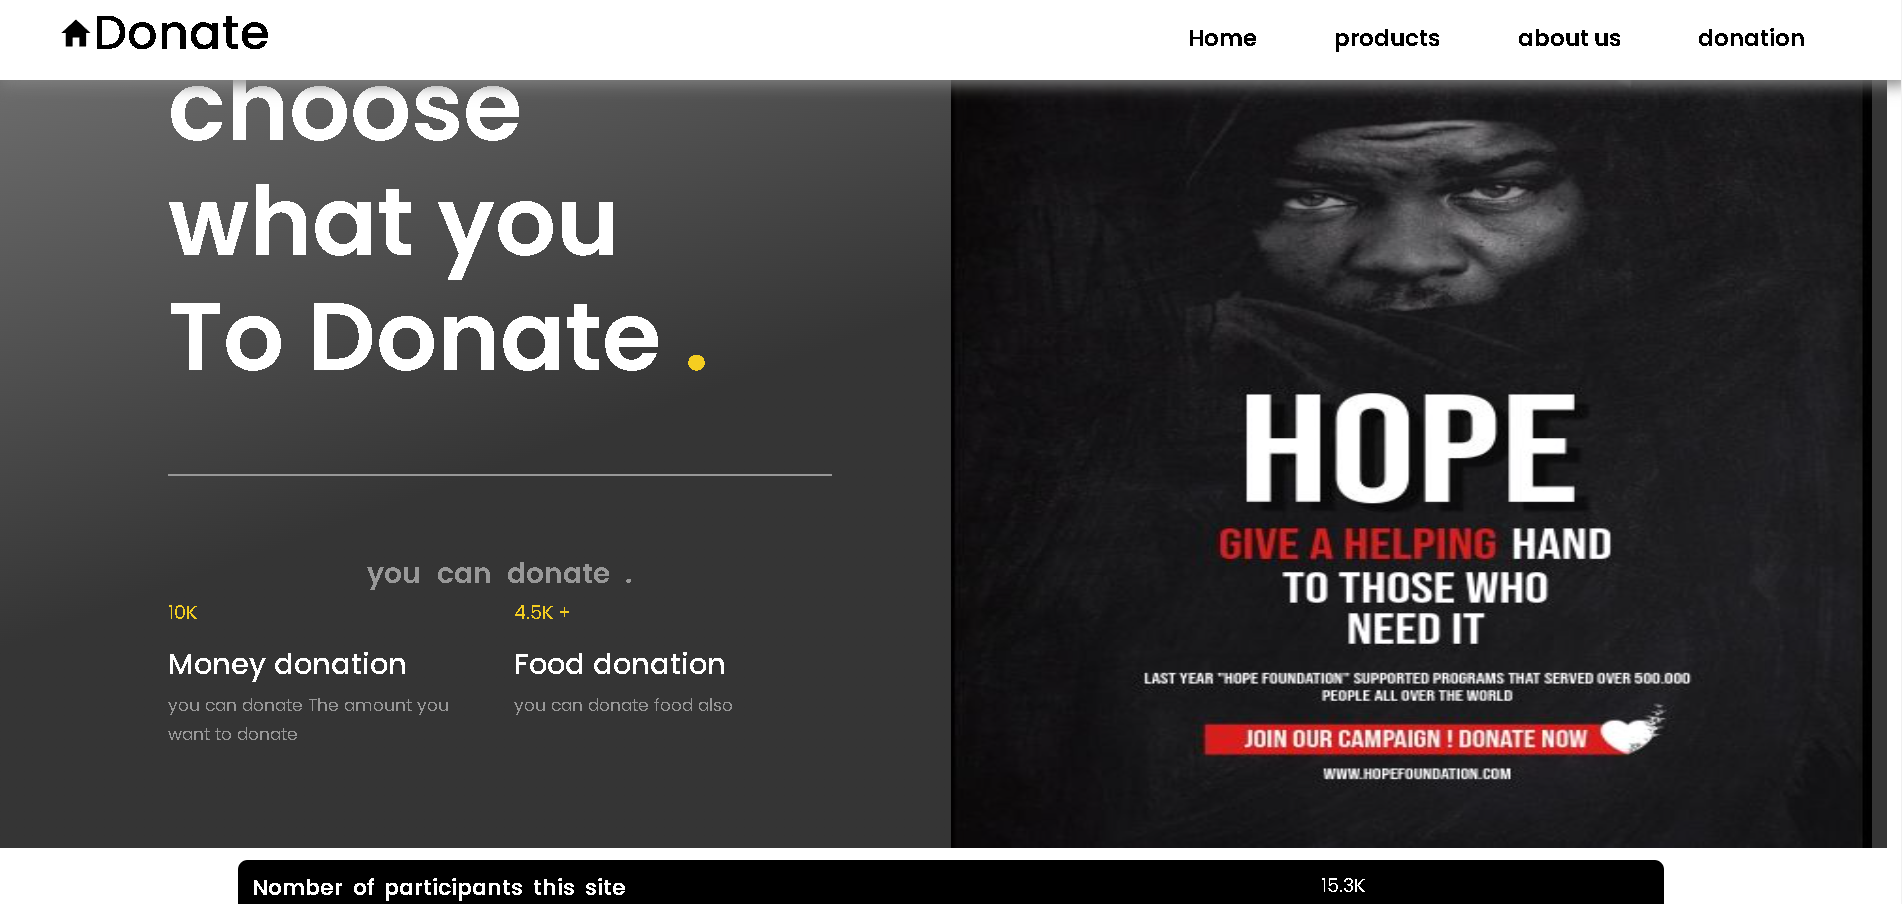 Donate
Home products about us donation
choose
what you
To Donate .
you can donate .
10K
Money donation
you can donate The amount you
want to donate
4.5K +
Food donation
you can donate food also
HOPE
GIVE A HELPING HAND
TO THOSE WHO
NEED IT
LAST YEAR "HOPE FOUNDATION" SUPPORTED PROGRAMS THAT SERVED OVER 500.000
PEOPLE ALL OVER THE WORLD
JOIN OUR CAMPAIGN ! DONATE NOW
WWW.HOPEFOUNDATION.COM
Nomber of participants this site 15.3K